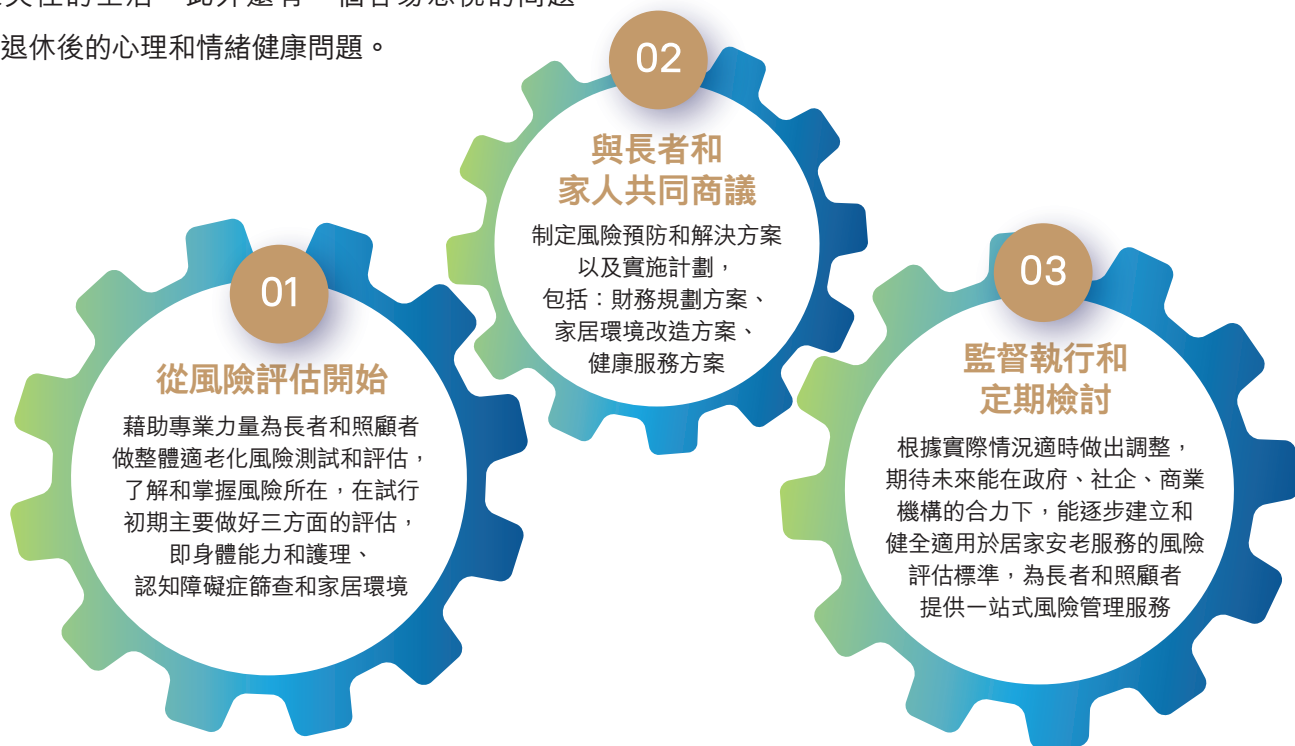 退休後的心理和情緒健康問題。
01
從風險評估開始
藉助專業力量為長者和照顧者
做整體適老化風險測試和評估，
了解和掌握風險所在，在試行
初期主要做好三方面的評估，
即身體能力和護理、
認知障礙症篩查和家居環境
02
與長者和
家人共同商議
制定風險預防和解決方案
以及實施計劃，
包括：財務規劃方案、
家居環境改造方案、
健康服務方案
03
監督執行和
定期檢討
根據實際情況適時做出調整，
期待未來能在政府、社企、商業
機構的合力下，能逐步建立和
健全適用於居家安老服務的風險
評估標準，為長者和照顧者
提供一站式風險管理服務